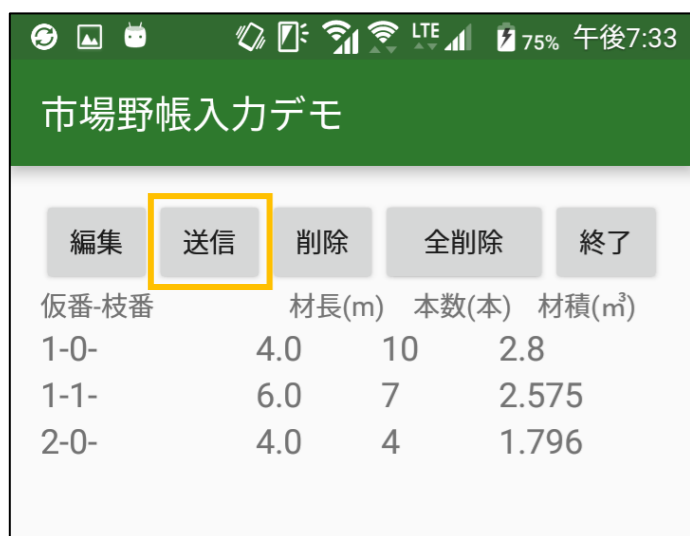 LTE 75% 午後7:33
市場野帳入力デモ
編集 送信 削除 全削除 終了
仮番-枝番 材長(m) 本数(本) 材積(㎥)
1-0- 4.0 10 2.8
1-1- 6.0 7 2.575
2-0- 4.0 4 1.796